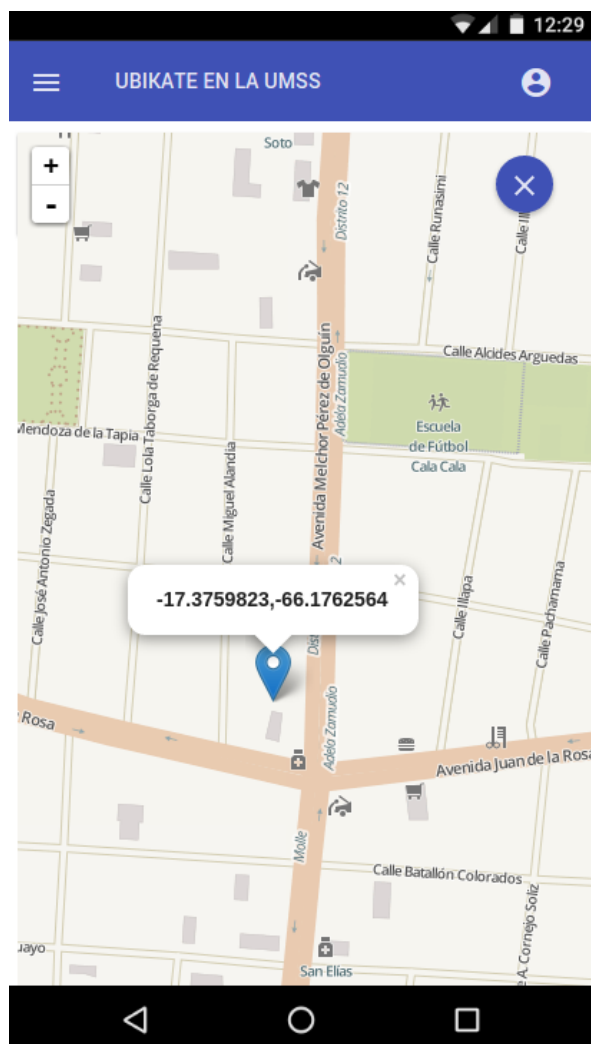 12:29
UBIKATE EN LA UMSS
+
-
Soto
Distrito 12
Calle Runasimi
Calle Alcides Arguedas
Calle Lola Taborga de Requena
Avenida Melchor Pérez de Olguín
Adela Zamudio
Escuela
de Fútbol
Cala Cala
Mendoza de la Tapia
Calle Miguel Alandia
Calle José Antonio Zegada
-17.3759823,-66.1762564
×
Calle Illapa
Calle Pachamama
Rosa
Adela Zamudio
Avenida Juan de la Rosa
Molle
Calle Batallón Colorados
A. Cornejo Soliz
San Elías